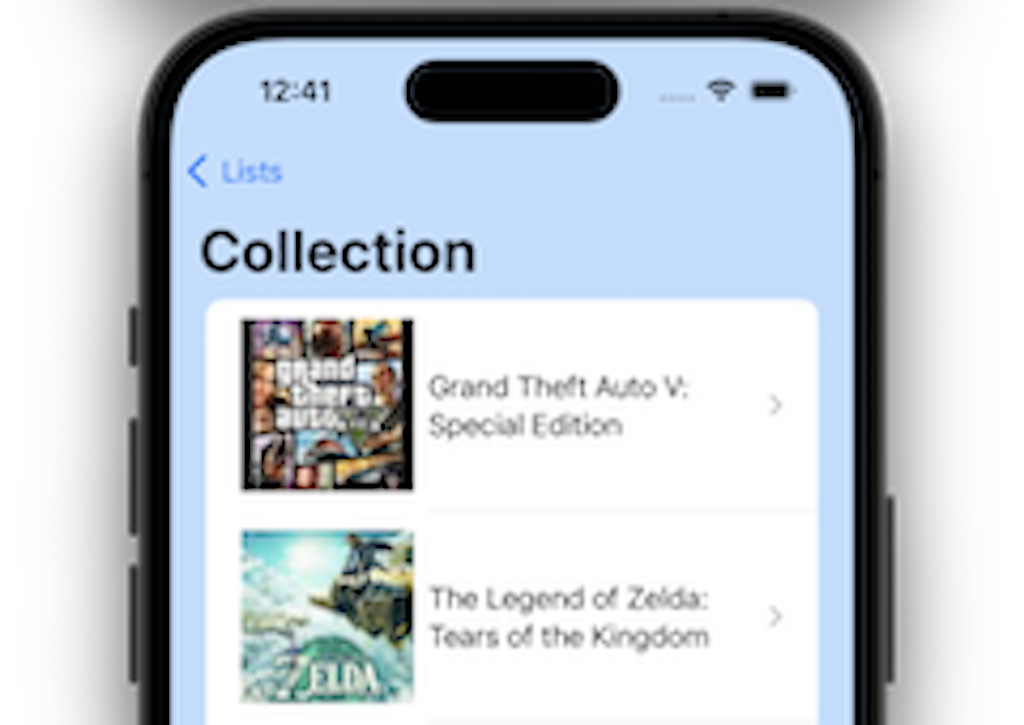 12:41
Lists
Collection
grand
theft
auto
Grand Theft Auto V:
Special Edition
ZELDA
The Legend of Zelda:
Tears of the Kingdom